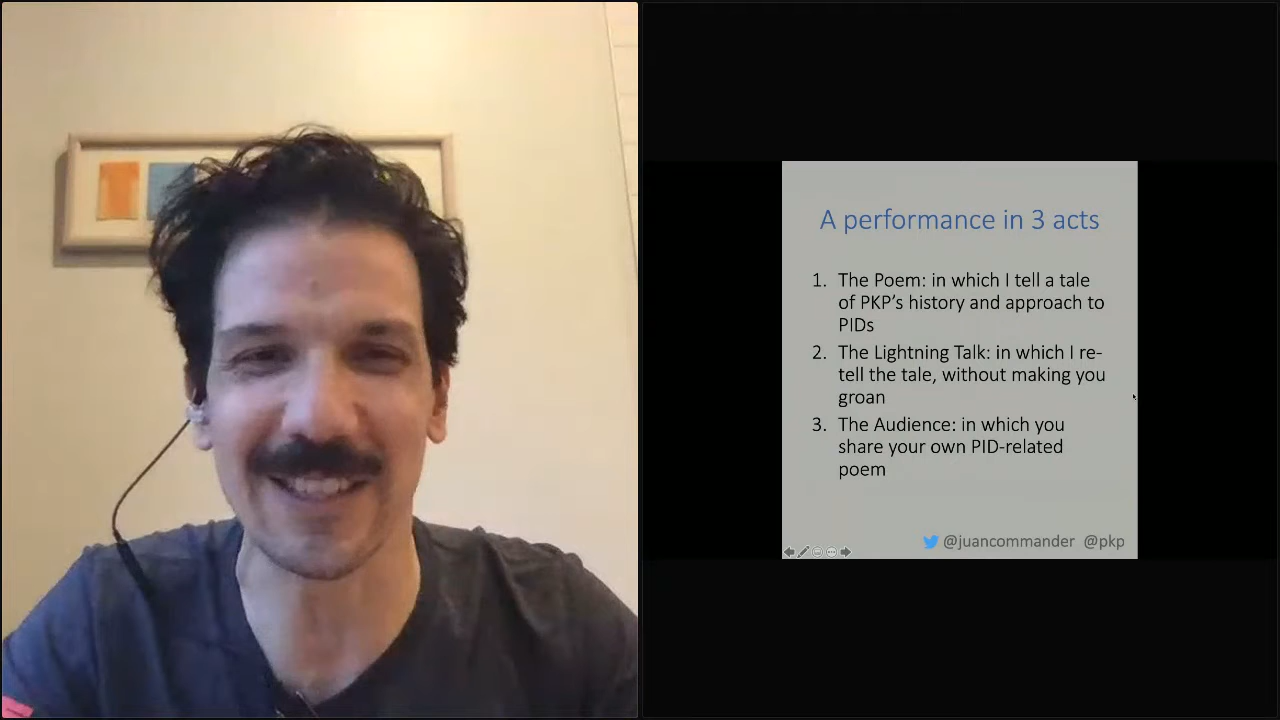 A performance in 3 acts
1. The Poem: in which I tell a tale
of PKP's history and approach to
PIDs
2. The Lightning Talk: in which I re-
tell the tale, without making you
groan
3. The Audience: in which you
share your own PID-related
poem
@juancommander @pkp